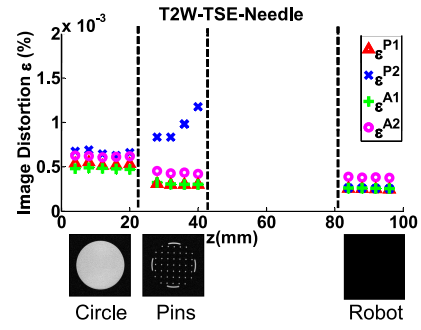 T2W-TSE-Needle
x 10⁻³
Image Distortion ε (%)
2
1.5
1
0.5
0
0 20 40 60 80 100
z(mm)
ε^P1
ε^P2
ε^A1
ε^A2
Circle Pins Robot